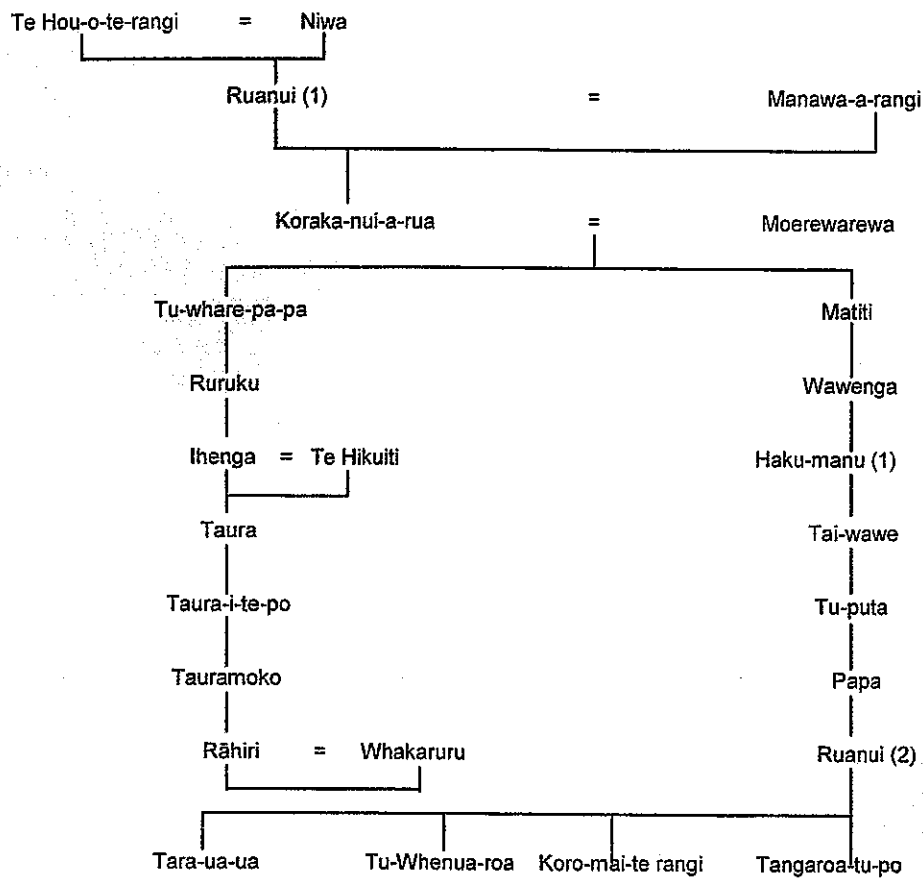 Te Hou-o-te-rangi = Niwa
Ruanui (1) = Manawa-a-rangi
Koraka-nui-a-rua = Moerewarewa
Tu-whare-pa-pa Matiti
Ruruku Wawenga
Ihenga = Te Hikuiti Haku-manu (1)
Taura Tai-wawe
Taura-i-te-po Tu-puta
Tauramoko Papa
Rāhiri = Whakaruru Ruanui (2)
Tara-ua-ua Tu-Whenua-roa Koro-mai-te rangi Tangaroa-tu-po